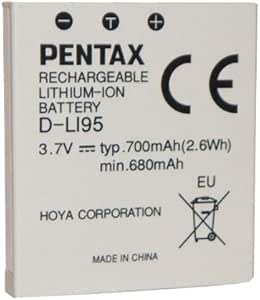 PENTAX
RECHARGEABLE
LITHIUM-ION
BATTERY
D-LI95
CE
3.7V ⎓ typ.700mAh(2.6Wh)
min.680mAh
EU
HOYA CORPORATION
MADE IN CHINA